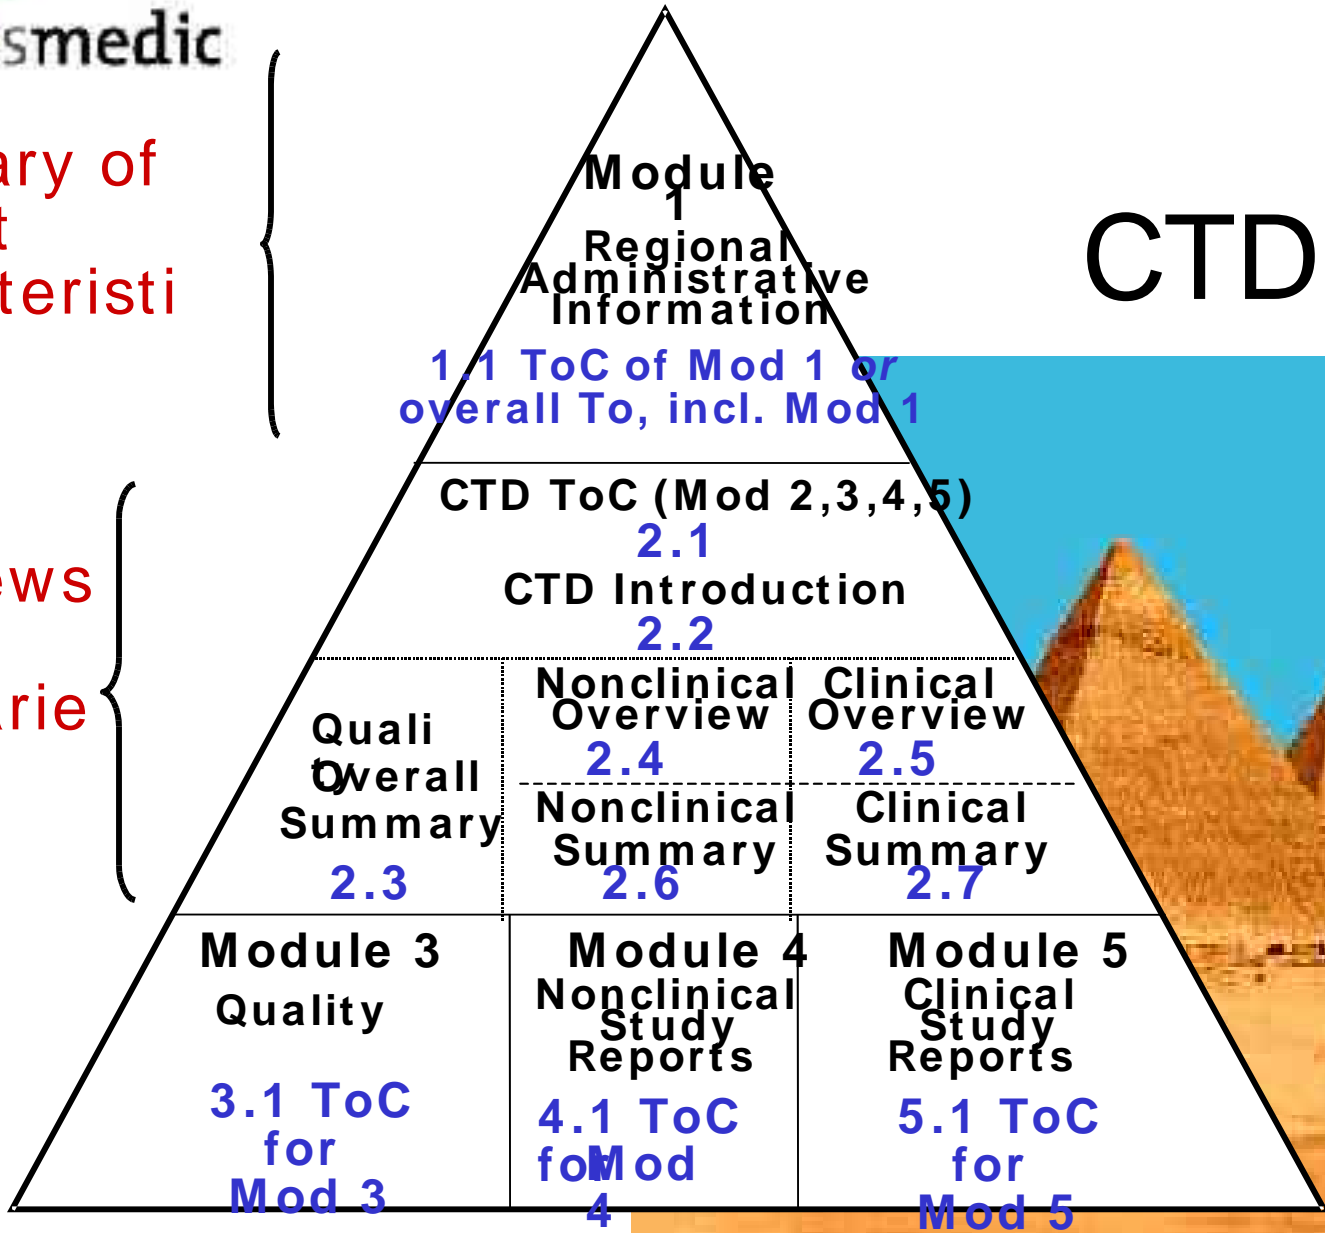 smedic
ary of
t
teristi
CTD
Module
1
Regional
Administrative
Information
1.1 ToC of Mod 1 or
overall To, incl. Mod 1
CTD ToC (Mod 2,3,4,5)
2.1
CTD Introduction
2.2
ews
arie
Quali
ty
Overall
Summary
2.3
Nonclinical
Overview
2.4
Clinical
Overview
2.5
Nonclinical
Summary
2.6
Clinical
Summary
2.7
Module 3
Quality
3.1 ToC
for
Mod 3
Module 4
Nonclinical
Study
Reports
4.1 ToC
for Mod
4
Module 5
Clinical
Study
Reports
5.1 ToC
for
Mod 5